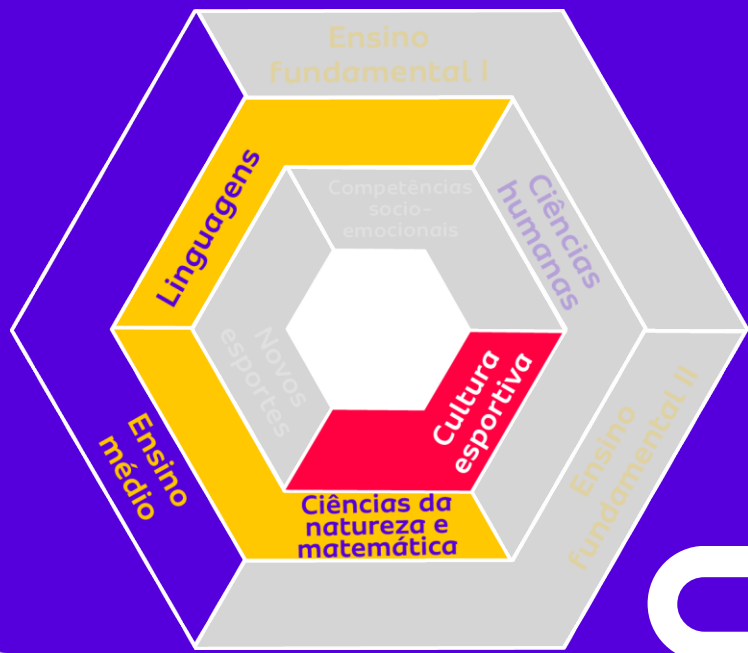 Ensino
fundamental I
Linguagens
Competências
socio-
emocionais
Ciências
humanas
Novos
esportes
Cultura
esportiva
Ensino
médio
Ciências da
natureza e
matemática
Ensino
fundamental II